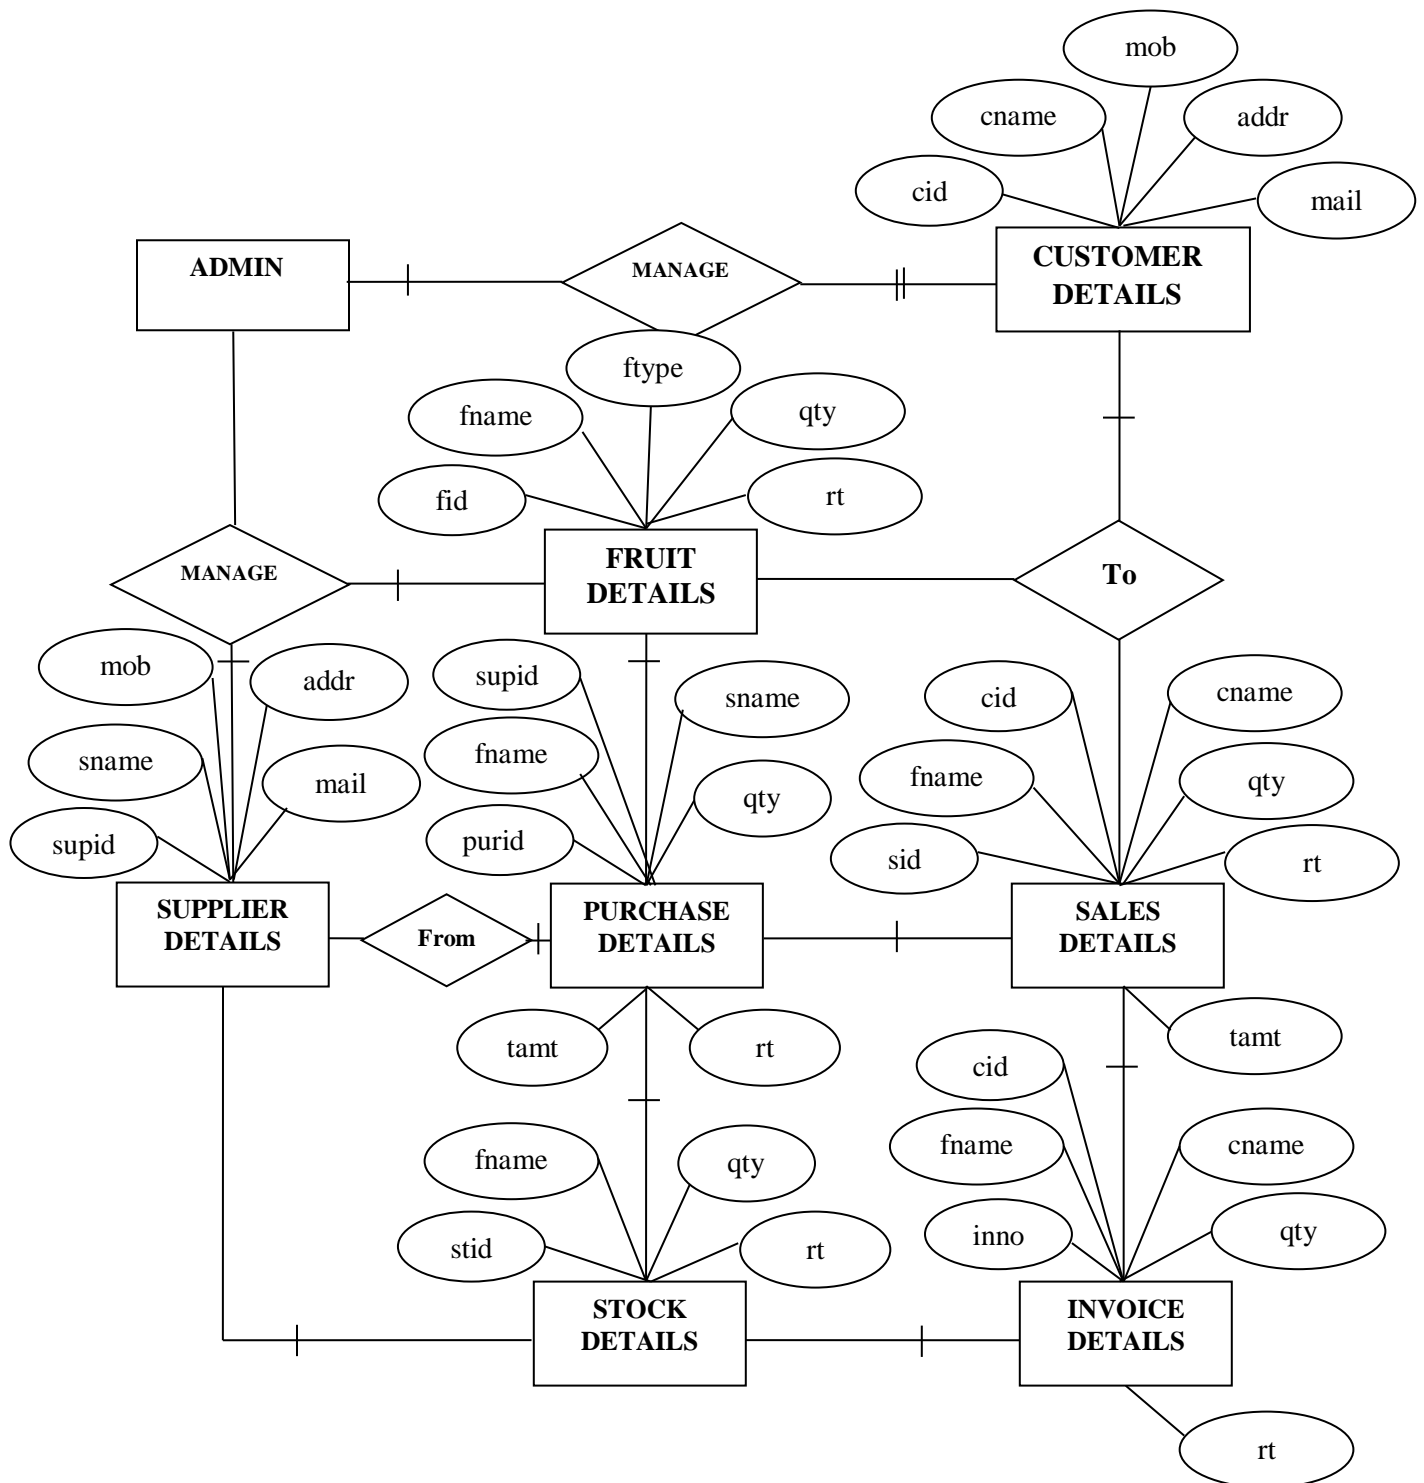 mob
cname
addr
cid
mail
ADMIN
MANAGE
CUSTOMER
DETAILS
ftype
fname
qty
fid
rt
MANAGE
FRUIT
DETAILS
To
mob
addr
supid
sname
cid
cname
sname
mail
fname
qty
fname
qty
supid
purid
sid
rt
SUPPLIER
DETAILS
From
PURCHASE
DETAILS
SALES
DETAILS
tamt
rt
tamt
cid
fname
qty
fname
cname
stid
rt
inno
qty
STOCK
DETAILS
INVOICE
DETAILS
rt